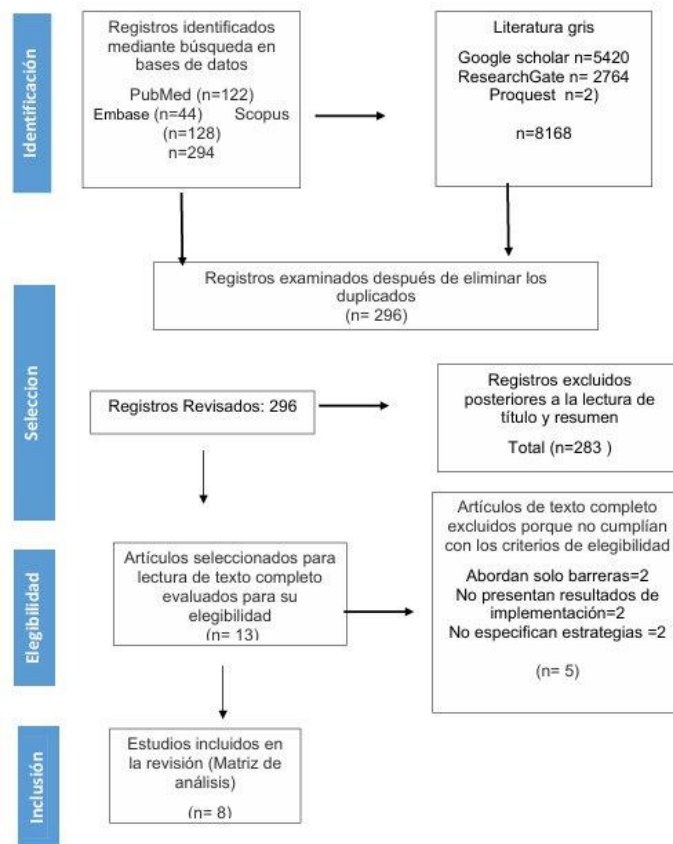 Identificación
Registros identificados
mediante búsqueda en
bases de datos
PubMed (n=122)
Embase (n=44) Scopus
(n=128)
n=294
Literatura gris
Google scholar n=5420
ResearchGate n= 2764
Proquest n=2)
n=8168
Registros examinados después de eliminar los
duplicados
(n= 296)
Seleccion
Registros Revisados: 296
Registros excluidos
posteriores a la lectura de
título y resumen
Total (n=283 )
Elegibilidad
Artículos seleccionados para
lectura de texto completo
evaluados para su
elegibilidad
(n= 13)
Artículos de texto completo
excluidos porque no cumplían
con los criterios de elegibilidad
Abordan solo barreras=2
No presentan resultados de
implementación=2
No especifican estrategias =2
(n= 5)
Inclusión
Estudios incluidos en
la revisión (Matriz de
análisis)
(n= 8)